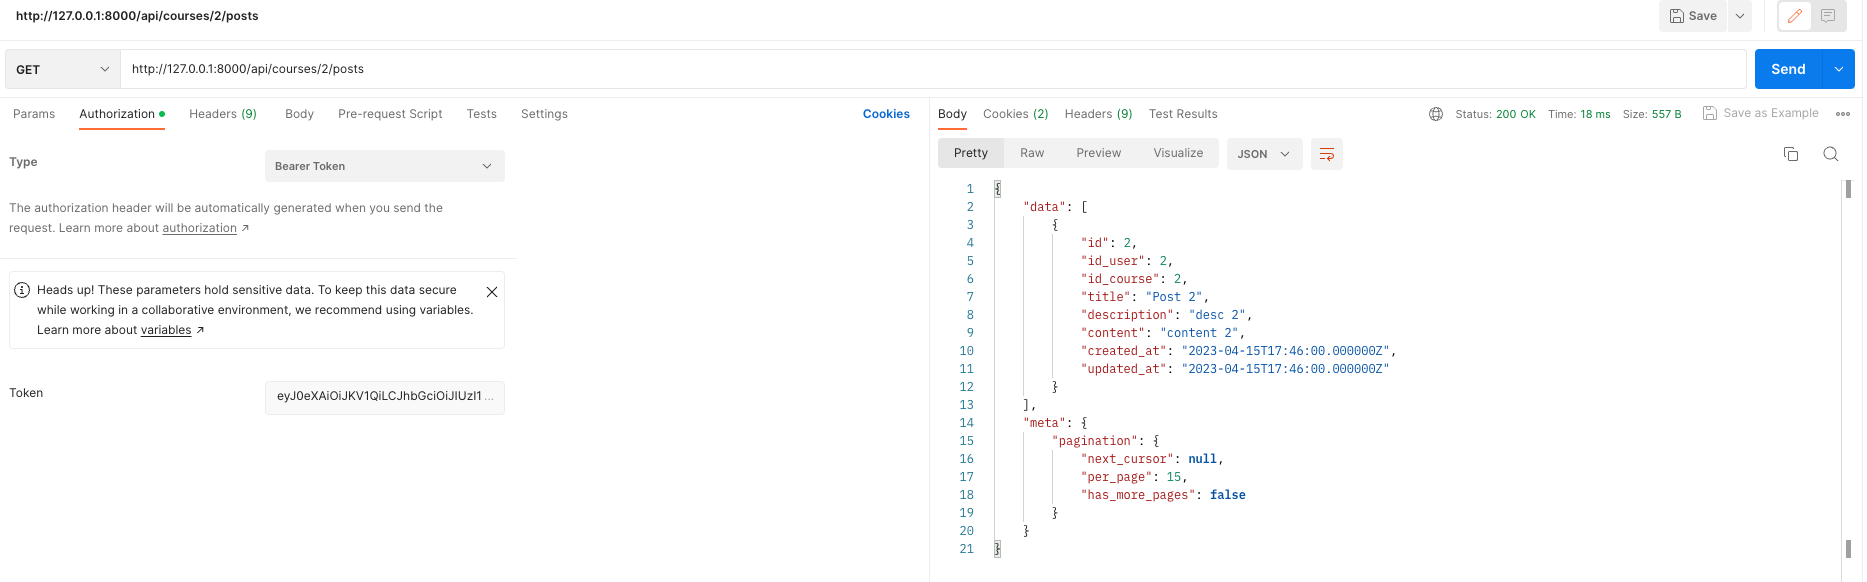 http://127.0.0.1:8000/api/courses/2/posts
Save
GET
http://127.0.0.1:8000/api/courses/2/posts
Send
Params Authorization Headers (9) Body Pre-request Script Tests Settings Cookies
Type
Bearer Token
The authorization header will be automatically generated when you send the
request. Learn more about authorization ↗
Heads up! These parameters hold sensitive data. To keep this data secure
while working in a collaborative environment, we recommend using variables.
Learn more about variables ↗
Token
eyJ0eXAiOiJKV1QiLCJhbGciOiJIUzI1 ...
Body Cookies (2) Headers (9) Test Results
Status: 200 OK Time: 18 ms Size: 557 B Save as Example
Pretty Raw Preview Visualize JSON
1 {
2 "data": [
3 {
4 "id": 2,
5 "id_user": 2,
6 "id_course": 2,
7 "title": "Post 2",
8 "description": "desc 2",
9 "content": "content 2",
10 "created_at": "2023-04-15T17:46:00.000000Z",
11 "updated_at": "2023-04-15T17:46:00.000000Z"
12 }
13 ],
14 "meta": {
15 "pagination": {
16 "next_cursor": null,
17 "per_page": 15,
18 "has_more_pages": false
19 }
20 }
21 }